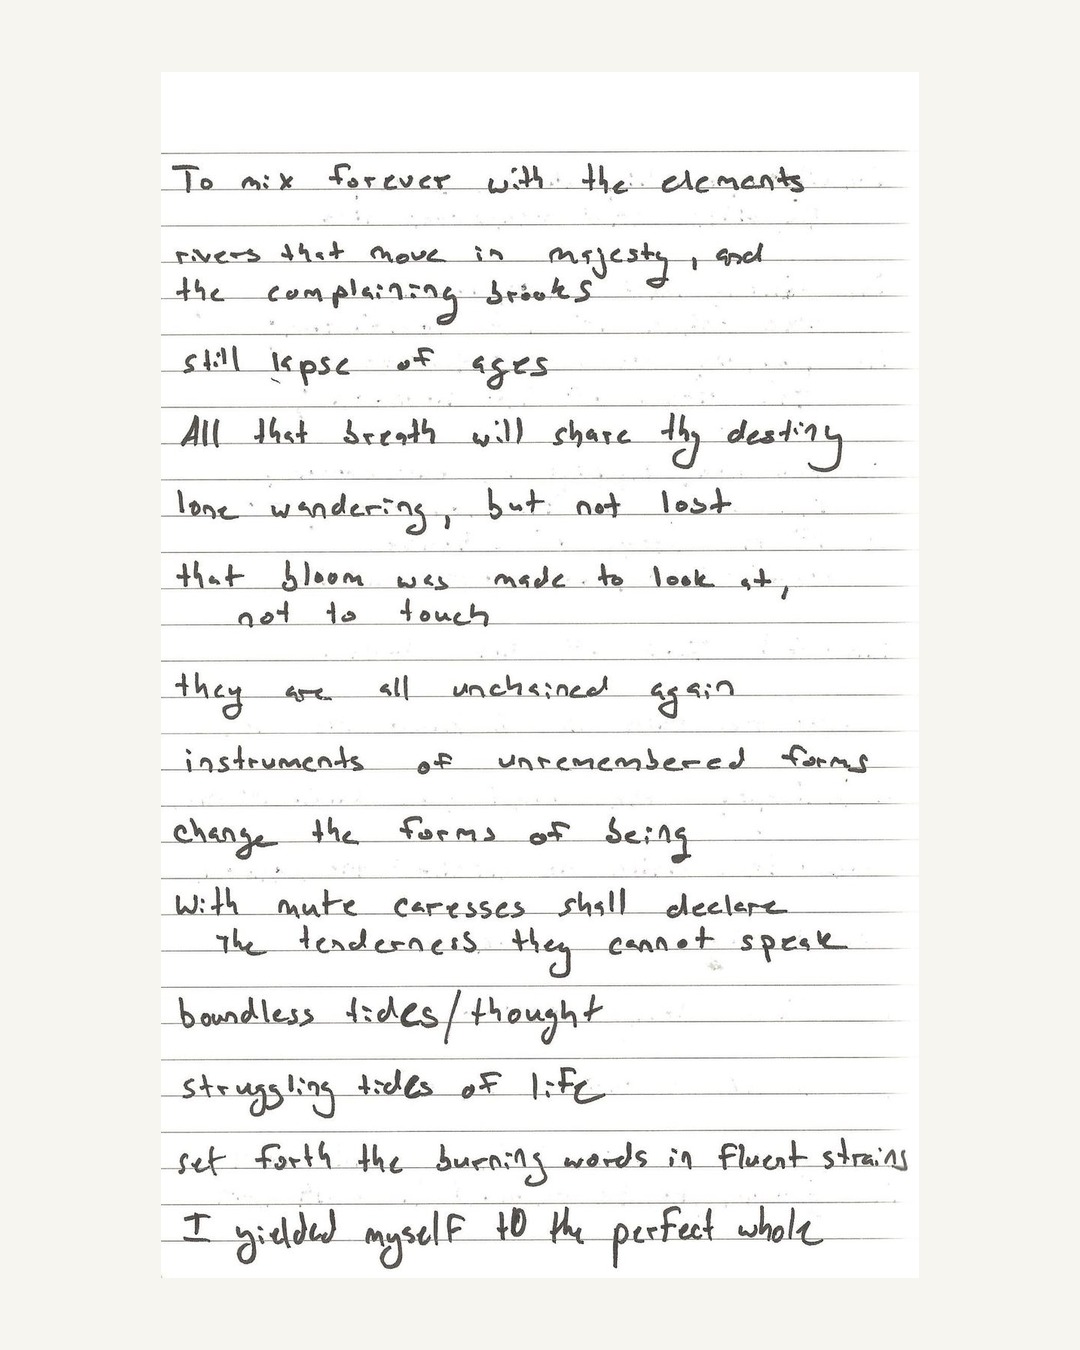 To mix forever with the elements
rivers that move in majesty, and
the complaining brooks
still lapse of ages
All that breath will share thy destiny
lone wandering, but not lost
that bloom was made to look at,
not to touch
they are all unchained again
instruments of unremembered forms
change the forms of being
With mute caresses shall declare
The tenderness they cannot speak
boundless tides/thought
struggling tides of life
set forth the burning words in fluent strains
I yielded myself to the perfect whole